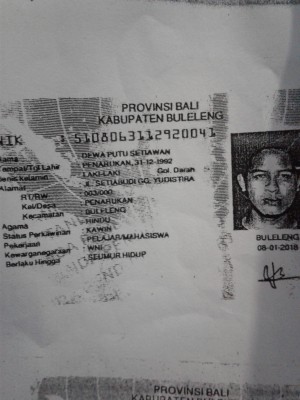 PROVINSI BALI
KABUPATEN BULELENG
NIK : 5108063112920041
Nama : DEWA PUTU SETIAWAN
Tempat/Tgl Lahir : PENARUKAN, 31-12-1992
Jenis kelamin : LAKI-LAKI Gol. Darah
Alamat : JL. SETIABUDI GG. YUDISTIRA
RT/RW : 003/000
Kel/Desa : PENARUKAN
Kecamatan : BULELENG
Agama : HINDU
Status Perkawinan : KAWIN
Pekerjaan : PELAJAR/MAHASISWA
Kewarganegaraan : WNI
Berlaku Hingga : SEUMUR HIDUP
BULELENG
08-01-2018
PROVINSI BALI
KABUPATEN BULELENG